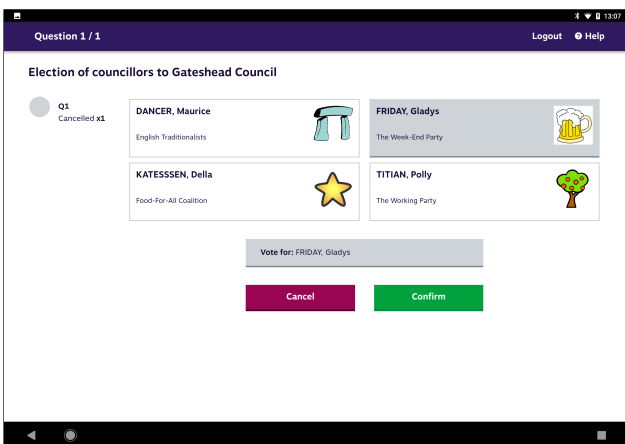 13:07
Question 1 / 1
Logout
Help
Election of councillors to Gateshead Council
Q1
Cancelled x1
DANCER, Maurice
English Traditionalists
FRIDAY, Gladys
The Week-End Party
KATESSSEN, Della
Food-For-All Coalition
TITIAN, Polly
The Working Party
Vote for: FRIDAY, Gladys
Cancel
Confirm